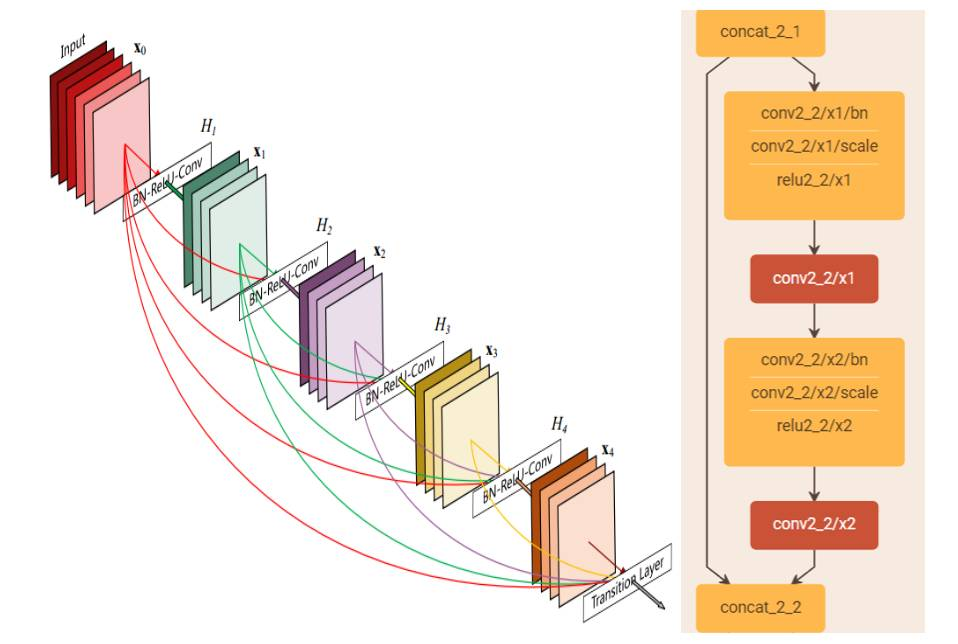 Input
x0
H1
BN-ReLU-Conv
x1
H2
BN-ReLU-Conv
x2
H3
BN-ReLU-Conv
x3
H4
BN-ReLU-Conv
x4
Transition Layer
concat_2_1
conv2_2/x1/bn
conv2_2/x1/scale
relu2_2/x1
conv2_2/x1
conv2_2/x2/bn
conv2_2/x2/scale
relu2_2/x2
conv2_2/x2
concat_2_2